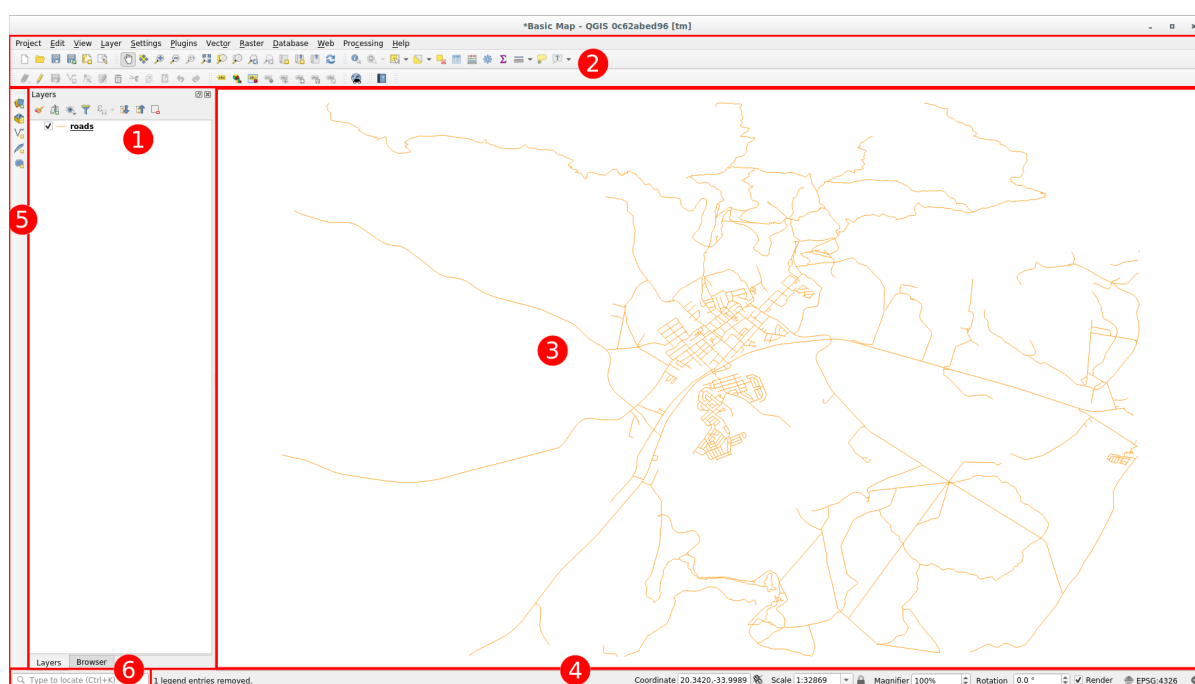 *Basic Map - QGIS 0c62abed96 [tm]
Project Edit View Layer Settings Plugins Vector Raster Database Web Processing Help
2
Layers
roads
1
5
3
Layers Browser
6
4
Type to locate (Ctrl+K) 1 legend entries removed. Coordinate 20.3420,-33.9989 Scale 1:32869 Magnifier 100% Rotation 0.0 ° Render EPSG:4326